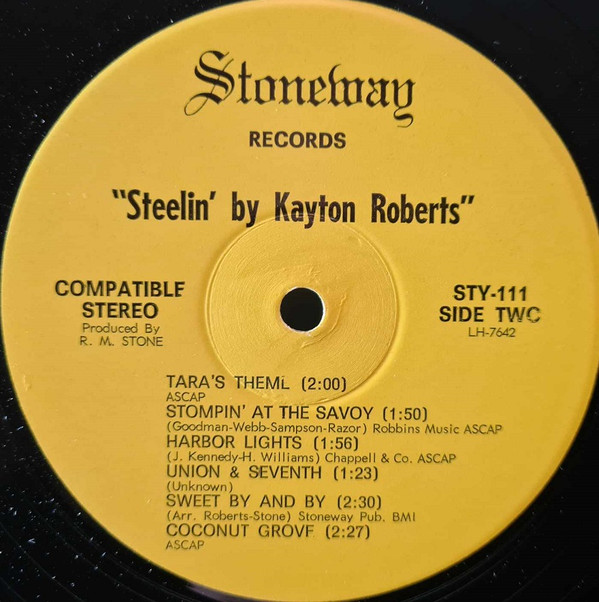 Stoneway
RECORDS
"Steelin' by Kayton Roberts"
COMPATIBLE
STEREO
Produced By
R. M. STONE
STY-111
SIDE TWO
LH-7642
TARA'S THEME (2:00)
ASCAP
STOMPIN' AT THE SAVOY (1:50)
(Goodman-Webb-Sampson-Razor) Robbins Music ASCAP
HARBOR LIGHTS (1:56)
(J. Kennedy-H. Williams) Chappell & Co. ASCAP
UNION & SEVENTH (1:23)
(Unknown)
SWEET BY AND BY (2:30)
(Arr. Roberts-Stone) Stoneway Pub. BMI
COCONUT GROVE (2:27)
ASCAP